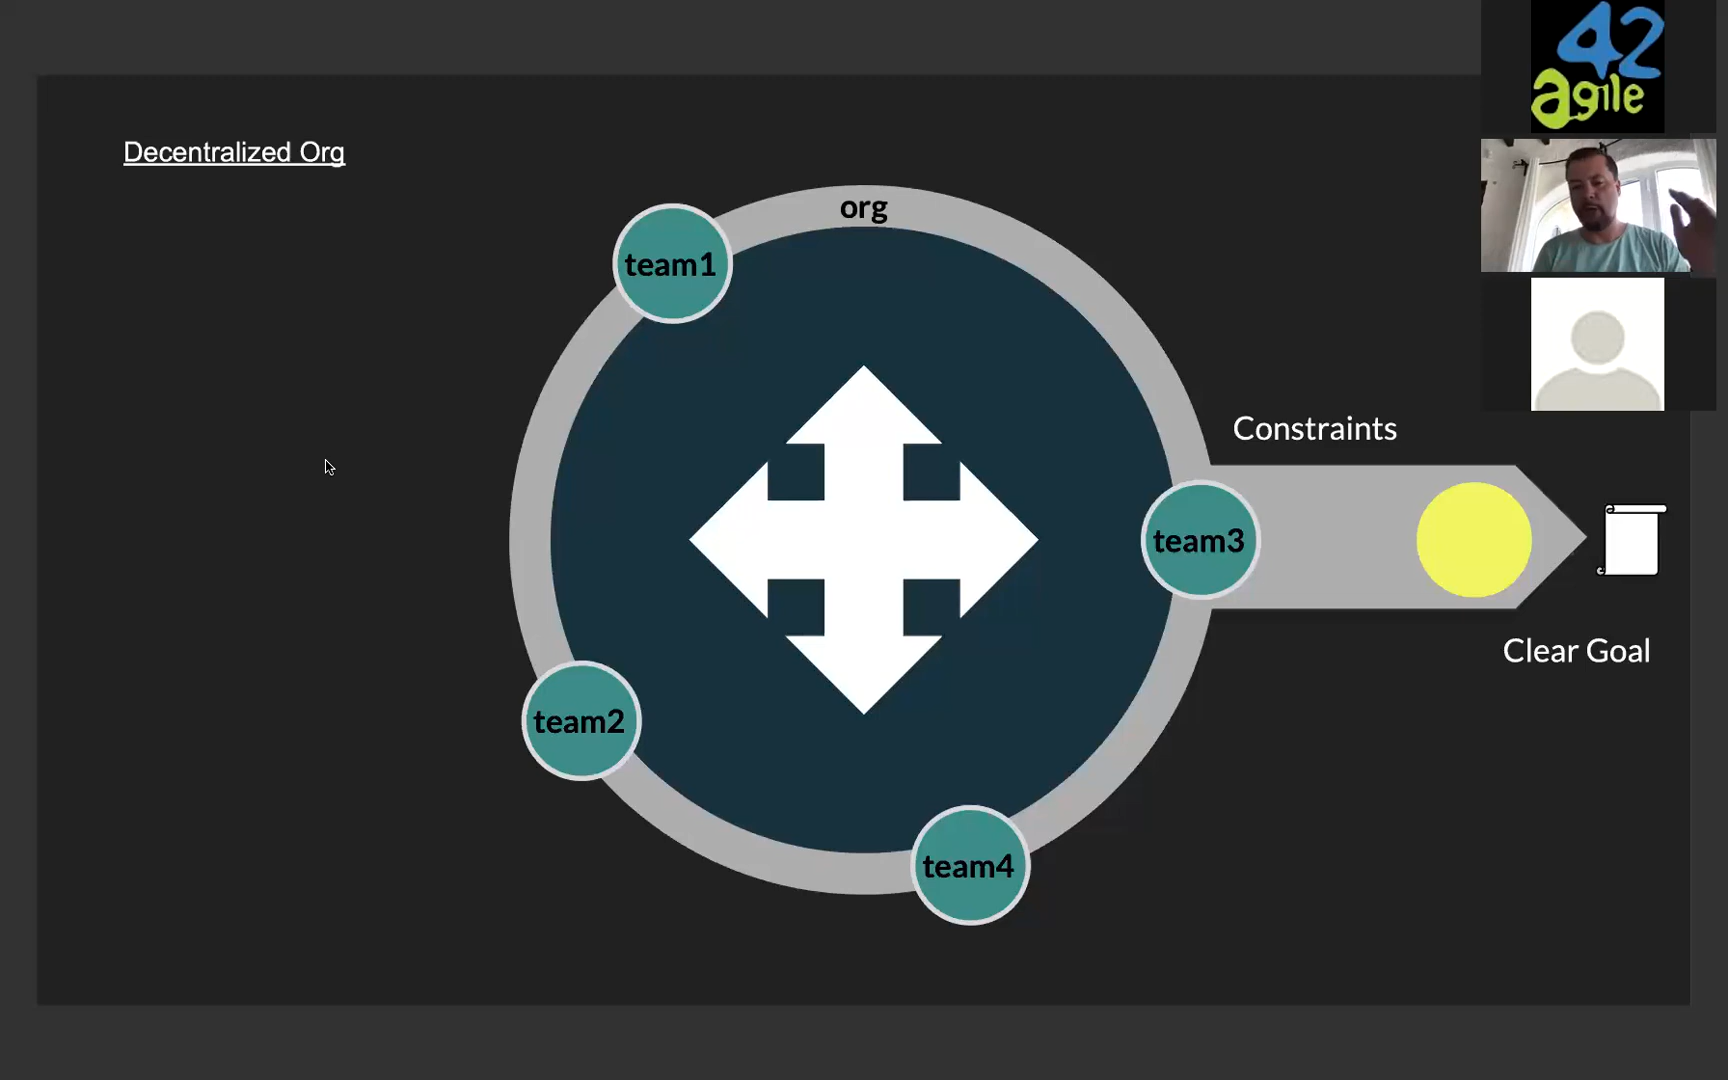 42
agile
Decentralized Org
org
team1
Constraints
team3
Clear Goal
team2
team4